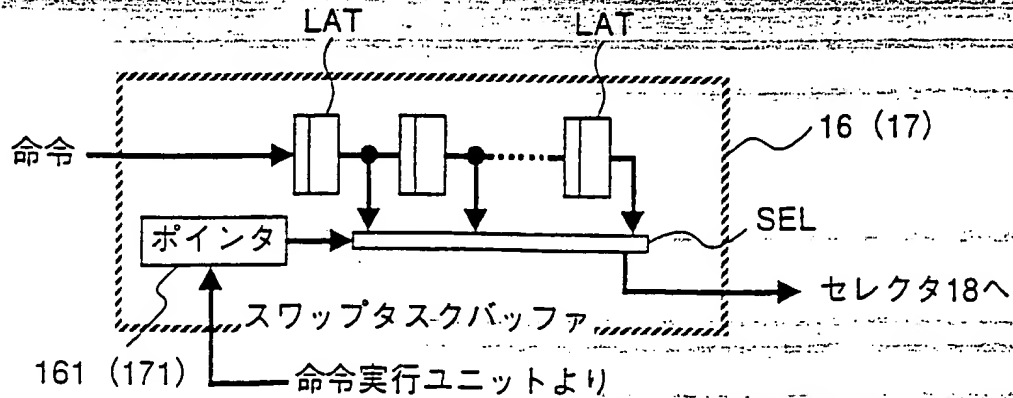 LAT
LAT
16 (17)
命令
SEL
ポインタ
セレクタ18へ
スワップタスクバッファ
161 (171)
命令実行ユニットより